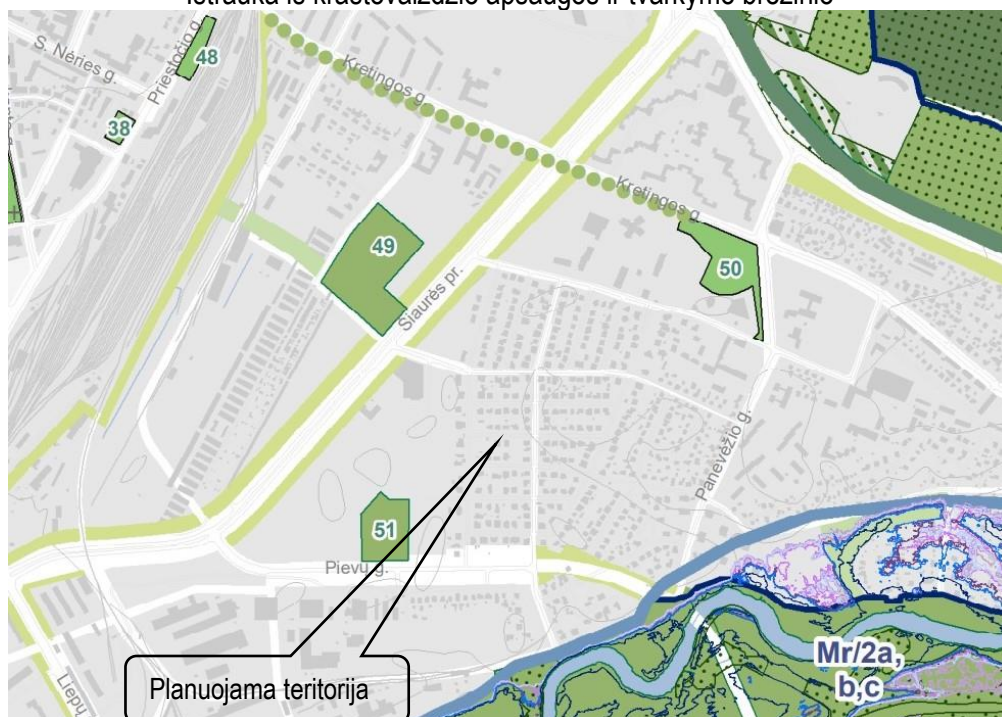 Ištrauka iš kraštovaizdžio apsaugos ir tvarkymo brėžinio
S. Nėries g.
Priestočio g.
48
38
Kretingos g.
Kretingos g.
49
50
Šiaurės pr.
Panevėžio g.
51
Pievų g.
Liepų
Planuojama teritorija
Mr/2a,
b,c